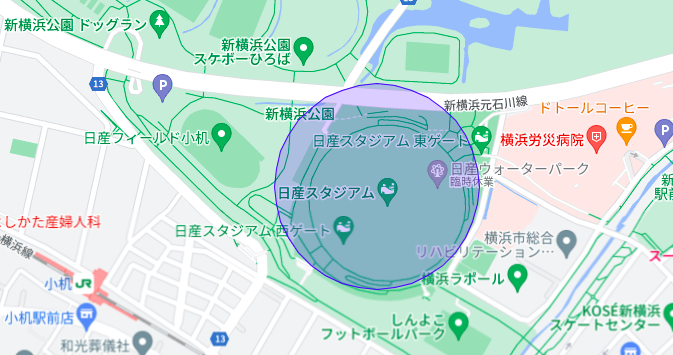 新横浜公園 ドッグラン
新横浜公園
スケボーひろば
13
P
新横浜元石川線
新横浜公園
ドトールコーヒー
日産フィールド小机
日産スタジアム 東ゲート
横浜労災病院
P
日産ウォーターパーク
臨時休業
日産スタジアム
しかた産婦人科
日産スタジアム 西ゲート
横浜線
横浜市総合
リハビリテーション…
小机
JR
横浜ラポール
小机駅前店
しんよこ
フットボールパーク
KOSÉ新横浜
スケートセンター
13
和光葬儀社